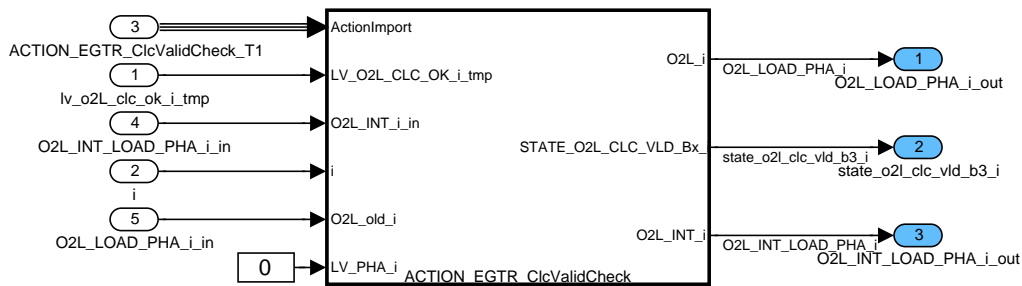 3
ActionImport
ACTION_EGTR_ClcValidCheck_T1
1
LV_O2L_CLC_OK_i_tmp
lv_o2L_clc_ok_i_tmp
4
O2L_INT_i_in
O2L_INT_LOAD_PHA_i_in
2
i
i
5
O2L_old_i
O2L_LOAD_PHA_i_in
0
LV_PHA_i
ACTION_EGTR_ClcValidCheck
O2L_i
O2L_LOAD_PHA_i
1
O2L_LOAD_PHA_i_out
STATE_O2L_CLC_VLD_Bx_
state_o2l_clc_vld_b3_i
2
state_o2l_clc_vld_b3_i
O2L_INT_i
O2L_INT_LOAD_PHA_i
3
O2L_INT_LOAD_PHA_i_out